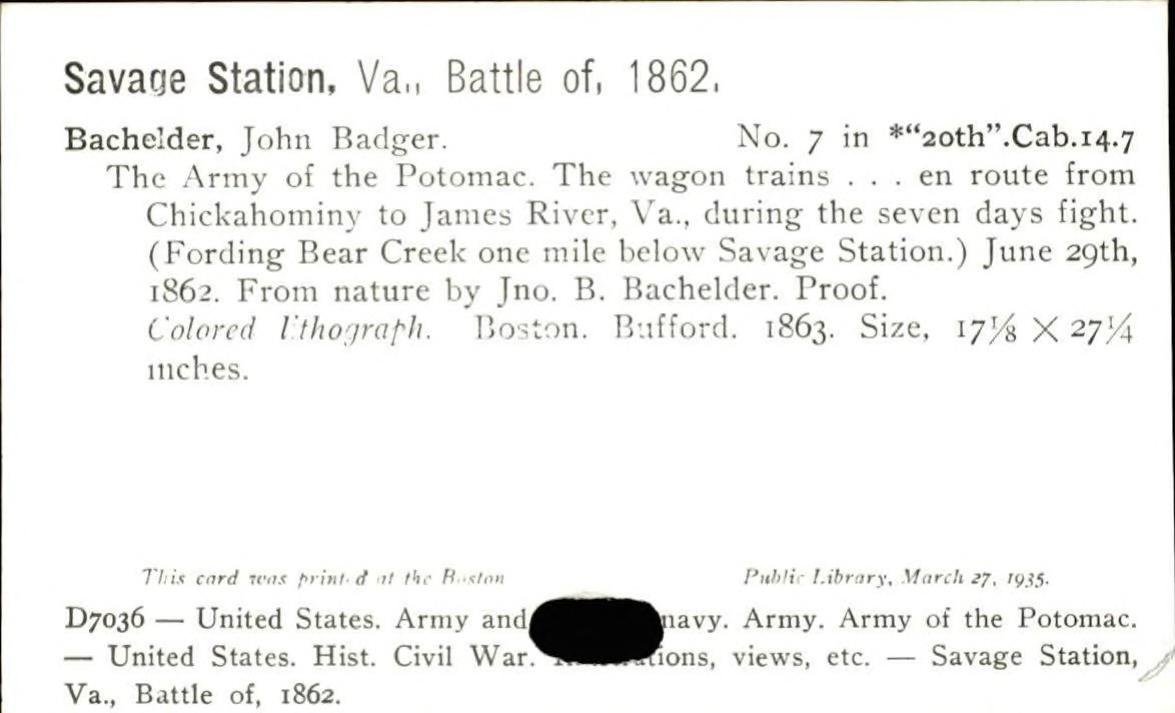 Savage Station, Va., Battle of, 1862.
Bachelder, John Badger. No. 7 in *“20th”.Cab.14.7
The Army of the Potomac. The wagon trains . . . en route from
Chickahominy to James River, Va., during the seven days fight.
(Fording Bear Creek one mile below Savage Station.) June 29th,
1862. From nature by Jno. B. Bachelder. Proof.
Colored lithograph. Boston. Bufford. 1863. Size, 17⅛ × 27¼
inches.
This card was printed at the Boston Public Library, March 27, 1935.
D7036 — United States. Army and navy. Army. Army of the Potomac.
— United States. Hist. Civil War. tions, views, etc. — Savage Station,
Va., Battle of, 1862.